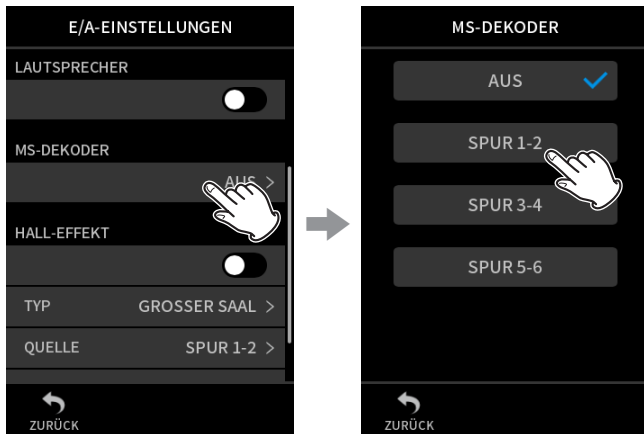 E/A-EINSTELLUNGEN
LAUTSPRECHER
MS-DEKODER
AUS >
HALL-EFFEKT
TYP GROSSER SAAL >
QUELLE SPUR 1-2 >
ZURÜCK
MS-DEKODER
AUS
SPUR 1-2
SPUR 3-4
SPUR 5-6
ZURÜCK